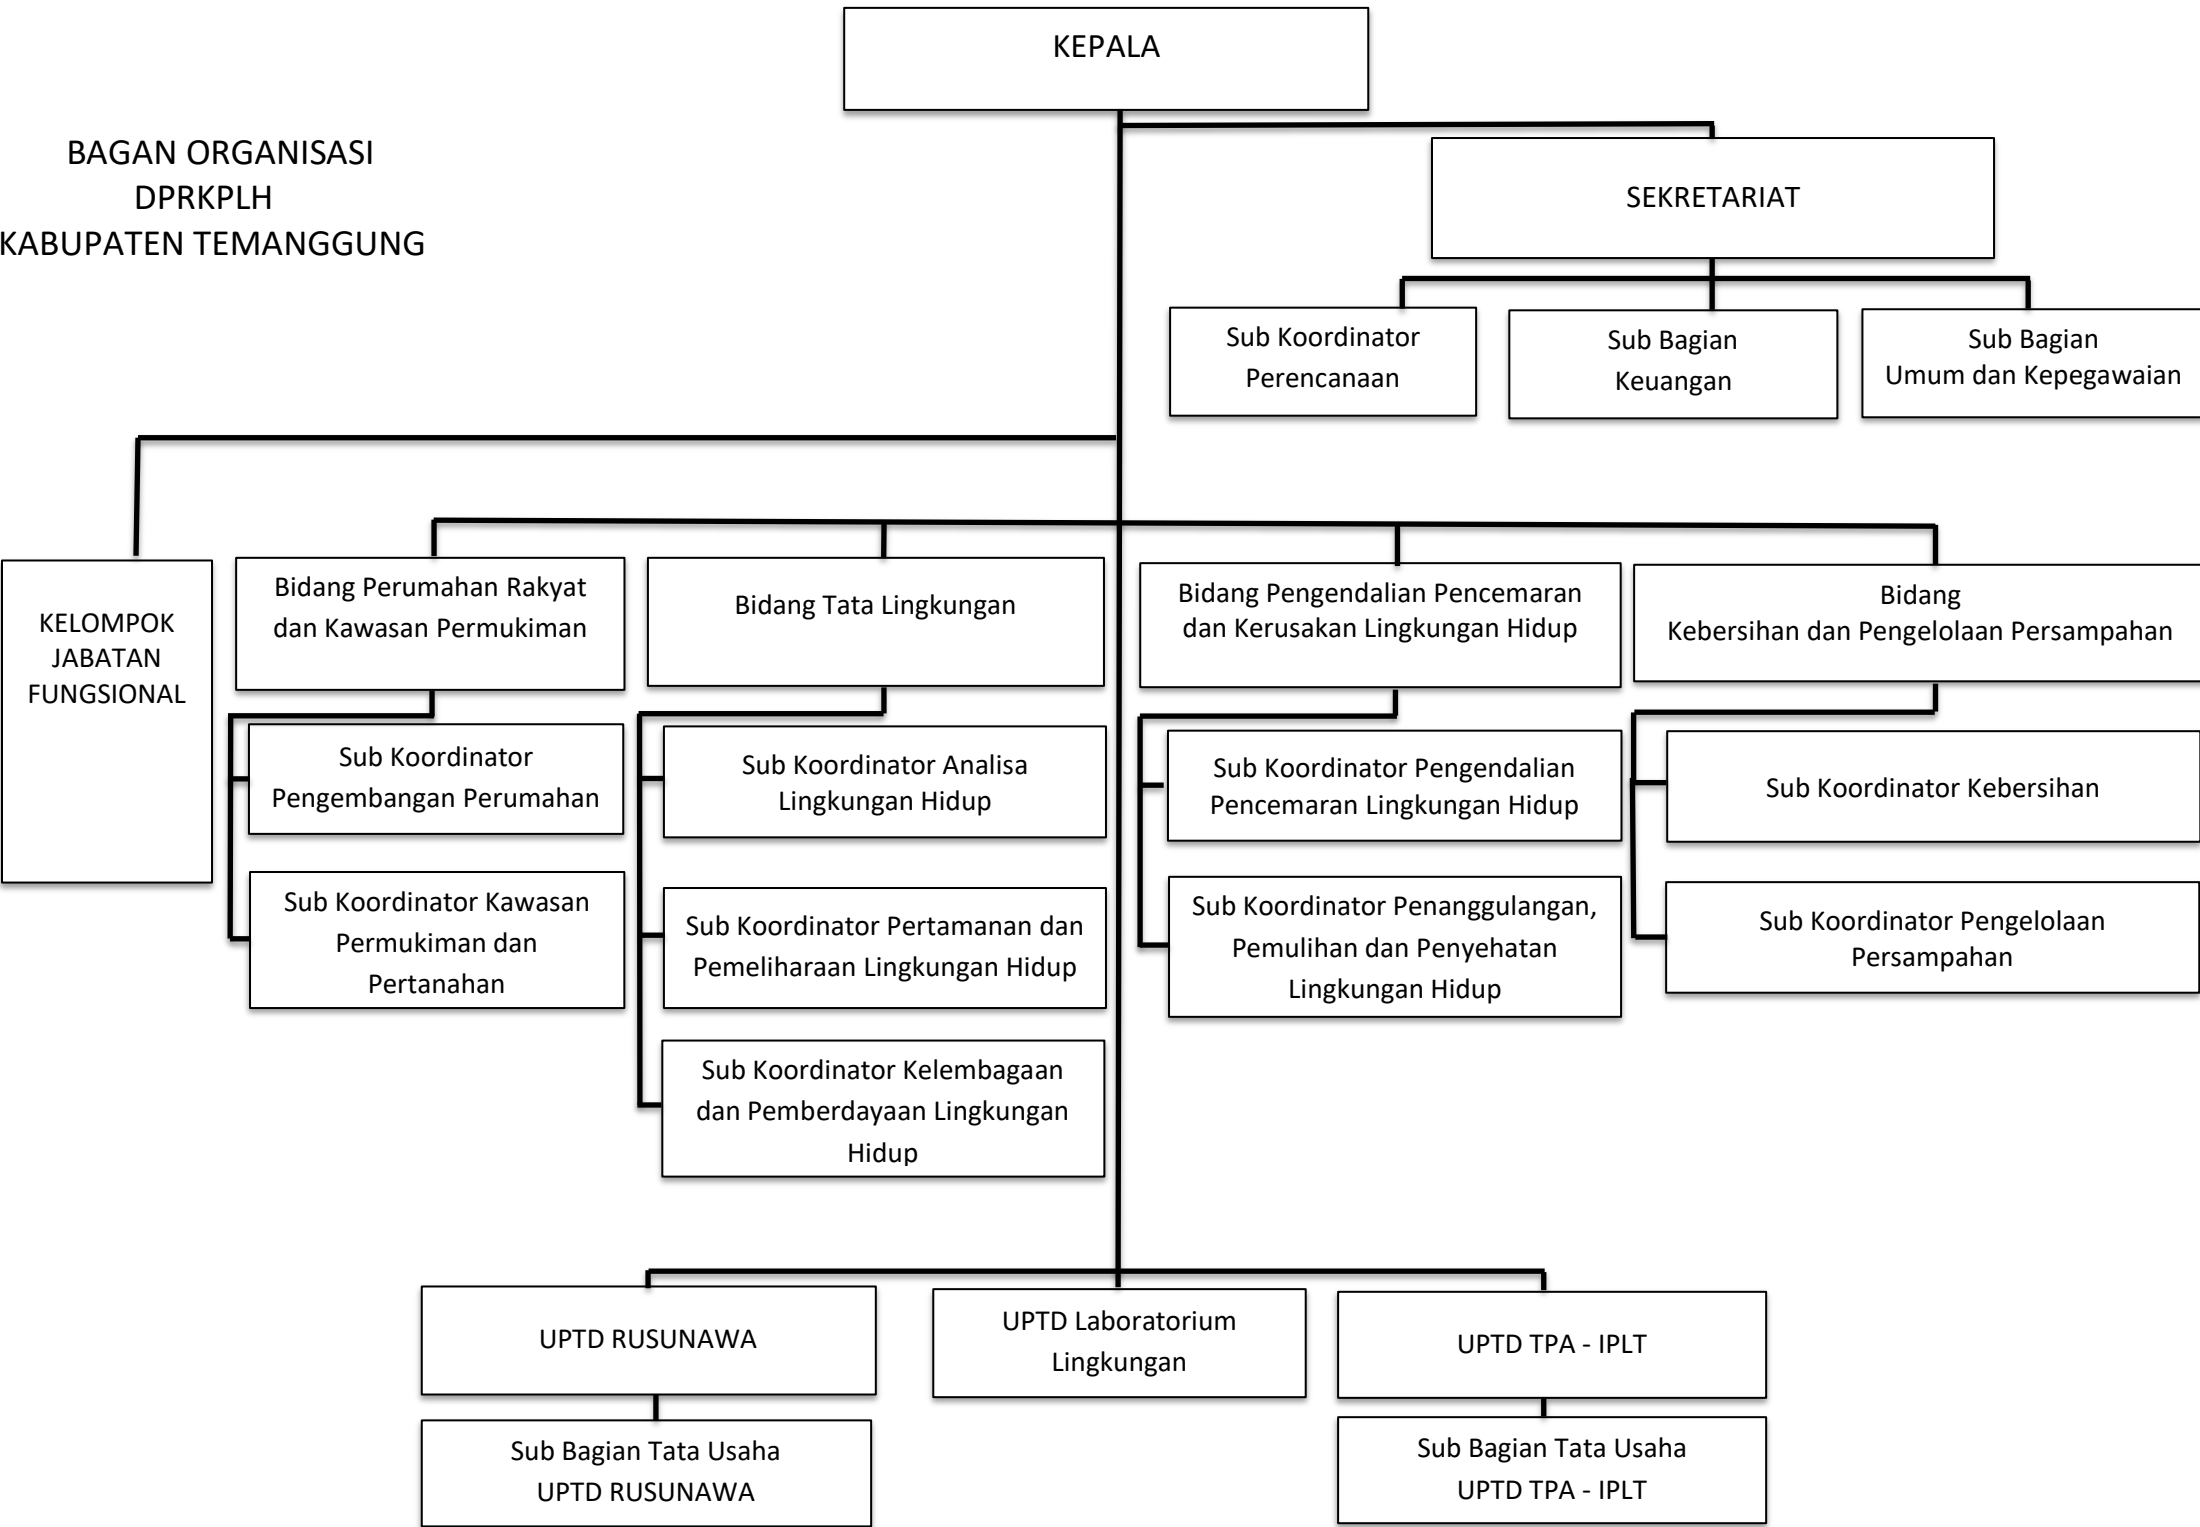 KEPALA
BAGAN ORGANISASI
DPRKPLH
KABUPATEN TEMANGGUNG
SEKRETARIAT
Sub Koordinator
Perencanaan
Sub Bagian
Keuangan
Sub Bagian
Umum dan Kepegawaian
KELOMPOK
JABATAN
FUNGSIONAL
Bidang Perumahan Rakyat
dan Kawasan Permukiman
Bidang Tata Lingkungan
Bidang Pengendalian Pencemaran
dan Kerusakan Lingkungan Hidup
Bidang
Kebersihan dan Pengelolaan Persampahan
Sub Koordinator
Pengembangan Perumahan
Sub Koordinator Kawasan
Permukiman dan
Pertanahan
Sub Koordinator Analisa
Lingkungan Hidup
Sub Koordinator Pertamanan dan
Pemeliharaan Lingkungan Hidup
Sub Koordinator Kelembagaan
dan Pemberdayaan Lingkungan
Hidup
Sub Koordinator Pengendalian
Pencemaran Lingkungan Hidup
Sub Koordinator Penanggulangan,
Pemulihan dan Penyehatan
Lingkungan Hidup
Sub Koordinator Kebersihan
Sub Koordinator Pengelolaan
Persampahan
UPTD RUSUNAWA
UPTD Laboratorium
Lingkungan
UPTD TPA - IPLT
Sub Bagian Tata Usaha
UPTD RUSUNAWA
Sub Bagian Tata Usaha
UPTD TPA - IPLT